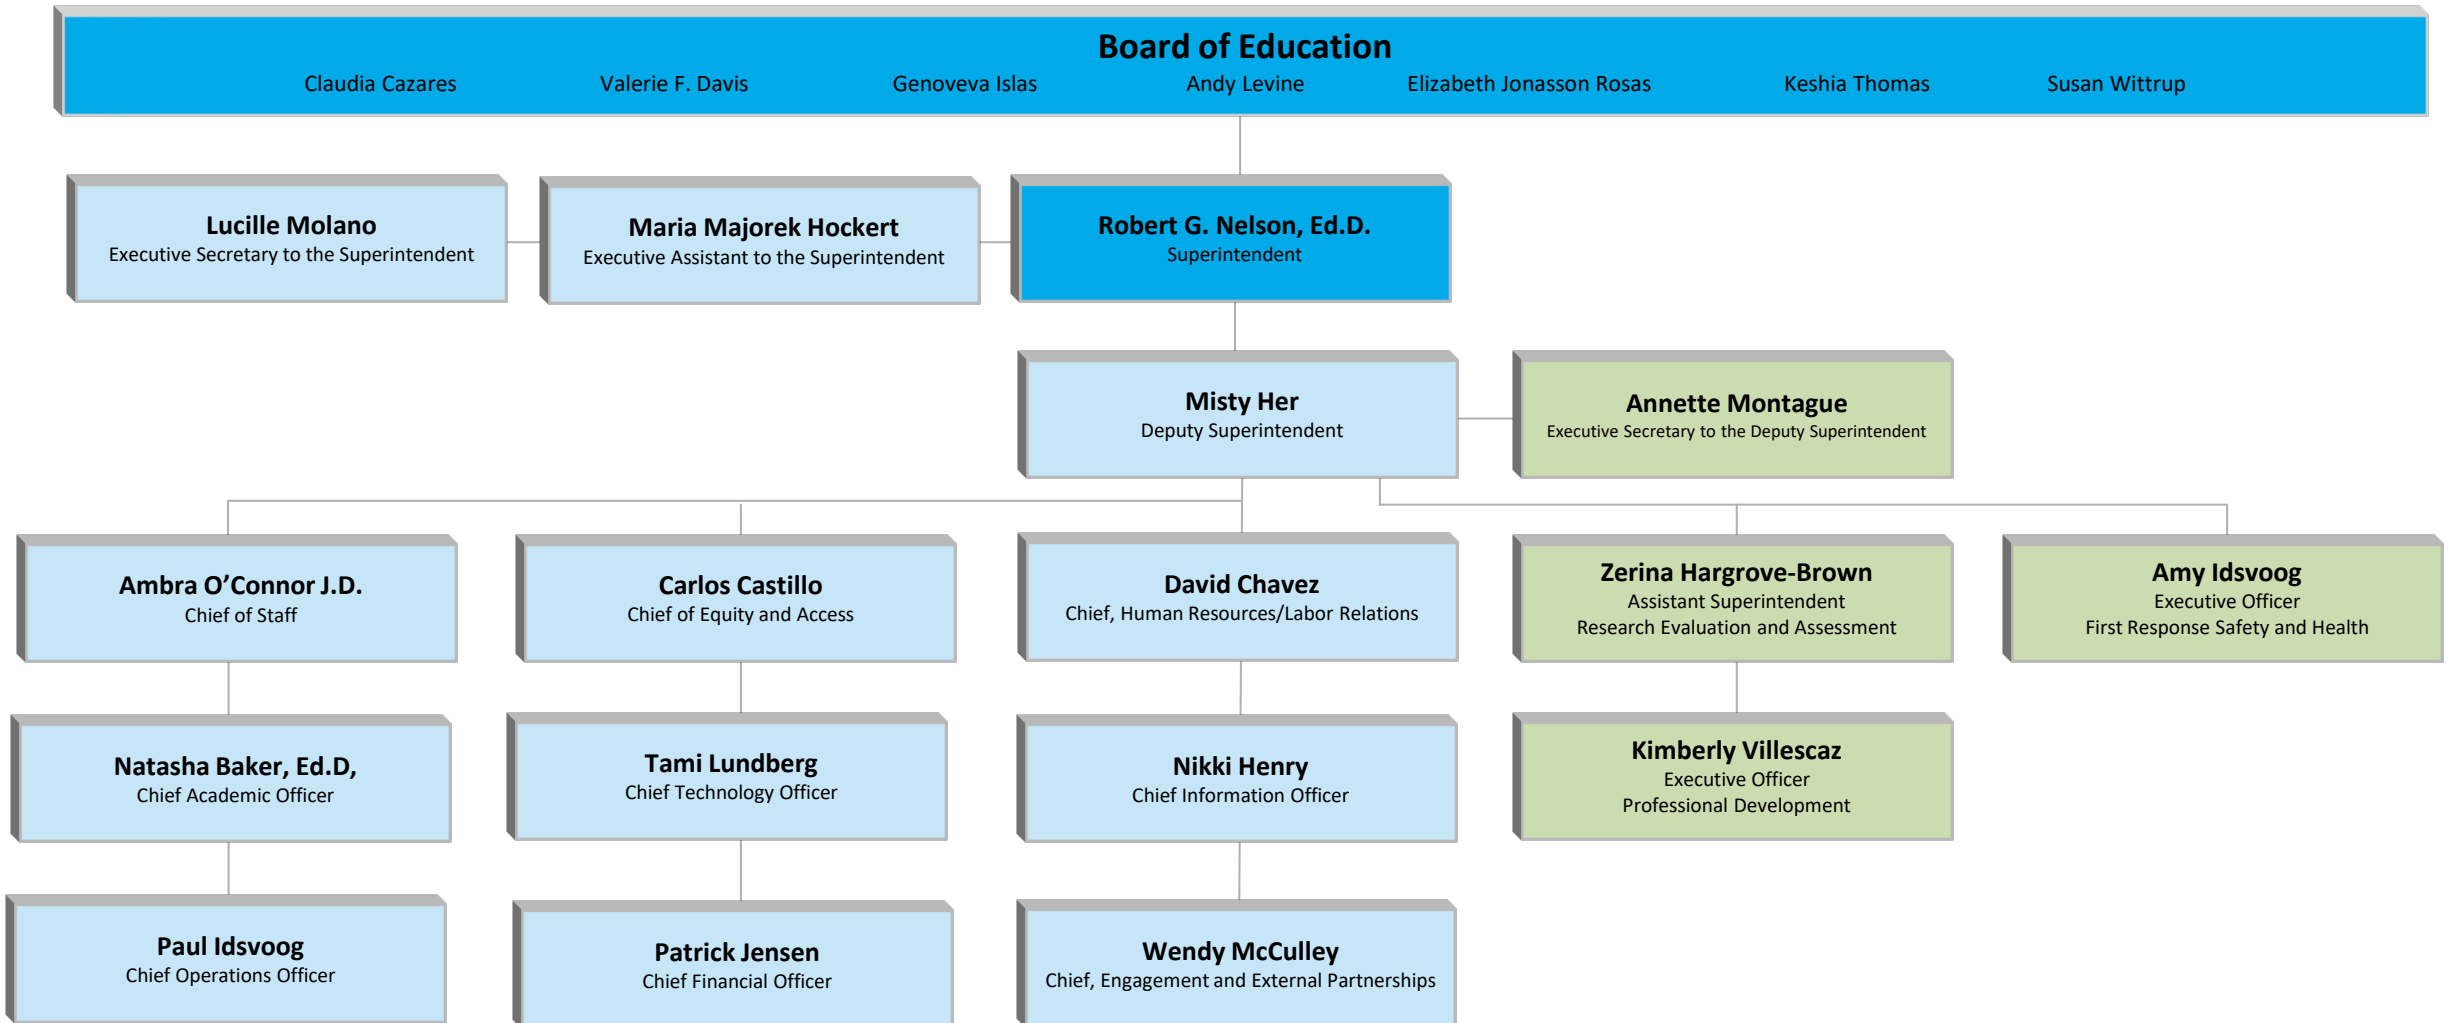 Board of Education
Claudia Cazares Valerie F. Davis Genoveva Islas Andy Levine Elizabeth Jonasson Rosas Keshia Thomas Susan Wittrup
Lucille Molano
Executive Secretary to the Superintendent
Maria Majorek Hockert
Executive Assistant to the Superintendent
Robert G. Nelson, Ed.D.
Superintendent
Misty Her
Deputy Superintendent
Annette Montague
Executive Secretary to the Deputy Superintendent
Ambra O’Connor J.D.
Chief of Staff
Carlos Castillo
Chief of Equity and Access
David Chavez
Chief, Human Resources/Labor Relations
Zerina Hargrove-Brown
Assistant Superintendent
Research Evaluation and Assessment
Amy Idsvoog
Executive Officer
First Response Safety and Health
Natasha Baker, Ed.D,
Chief Academic Officer
Tami Lundberg
Chief Technology Officer
Nikki Henry
Chief Information Officer
Kimberly Villescaz
Executive Officer
Professional Development
Paul Idsvoog
Chief Operations Officer
Patrick Jensen
Chief Financial Officer
Wendy McCulley
Chief, Engagement and External Partnerships